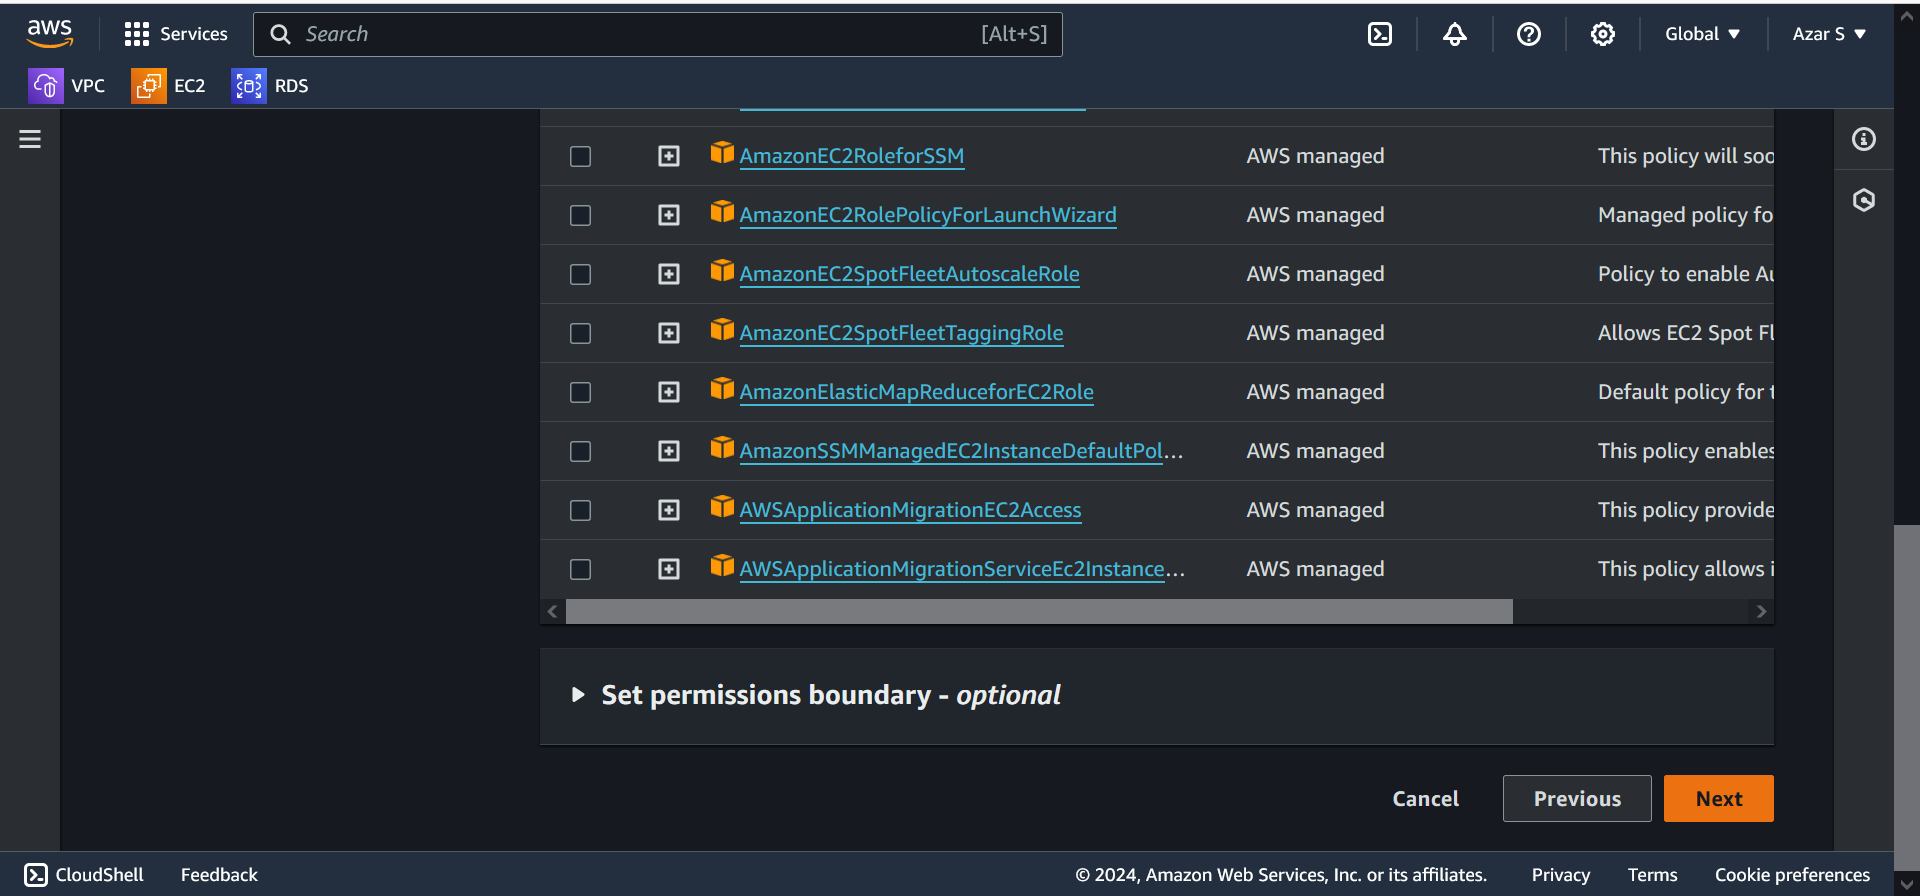 aws Services Search [Alt+S] Global Azar S
VPC EC2 RDS
AmazonEC2RoleforSSM AWS managed This policy will soo
AmazonEC2RolePolicyForLaunchWizard AWS managed Managed policy fo
AmazonEC2SpotFleetAutoscaleRole AWS managed Policy to enable Au
AmazonEC2SpotFleetTaggingRole AWS managed Allows EC2 Spot Fl
AmazonElasticMapReduceforEC2Role AWS managed Default policy for t
AmazonSSMManagedEC2InstanceDefaultPol... AWS managed This policy enables
AWSApplicationMigrationEC2Access AWS managed This policy provide
AWSApplicationMigrationServiceEc2Instance... AWS managed This policy allows i
Set permissions boundary - optional
Cancel Previous Next
CloudShell Feedback © 2024, Amazon Web Services, Inc. or its affiliates. Privacy Terms Cookie preferences